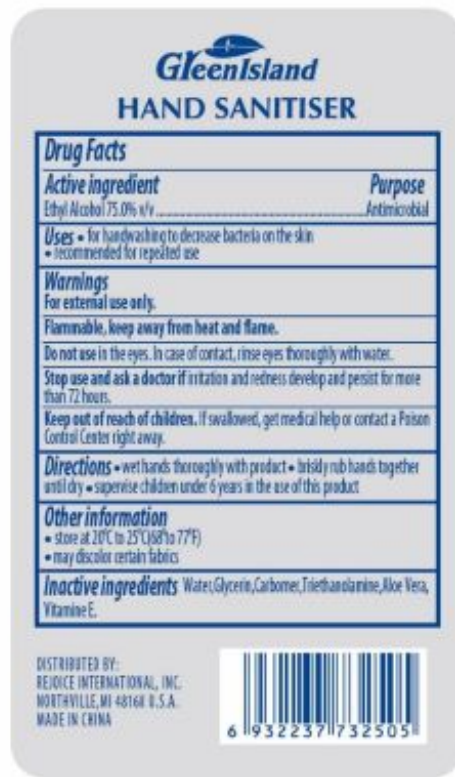 GreenIsland
HAND SANITISER
Drug Facts
Active ingredient Purpose
Ethyl Alcohol 75.0% v/v Antimicrobial
Uses • for handwashing to decrease bacteria on the skin
• recommended for repeated use
Warnings
For external use only.
Flammable, keep away from heat and flame.
Do not use in the eyes. In case of contact, rinse eyes thoroughly with water.
Stop use and ask a doctor if irritation and redness develop and persist for more
than 72 hours.
Keep out of reach of children. If swallowed, get medical help or contact a Poison
Control Center right away.
Directions • wet hands thoroughly with product • briskly rub hands together
until dry • supervise children under 6 years in the use of this product
Other information
• store at 20°C to 25°C(68°to 77°F)
• may discolor certain fabrics
Inactive ingredients Water,Glycerin,Carbomer,Triethanolamine,Aloe Vera,
Vitamine E.
DISTRIBUTED BY:
REJOICE INTERNATIONAL, INC.
NORTHVILLE,MI 48168 U.S.A.
MADE IN CHINA
6 932237 732505